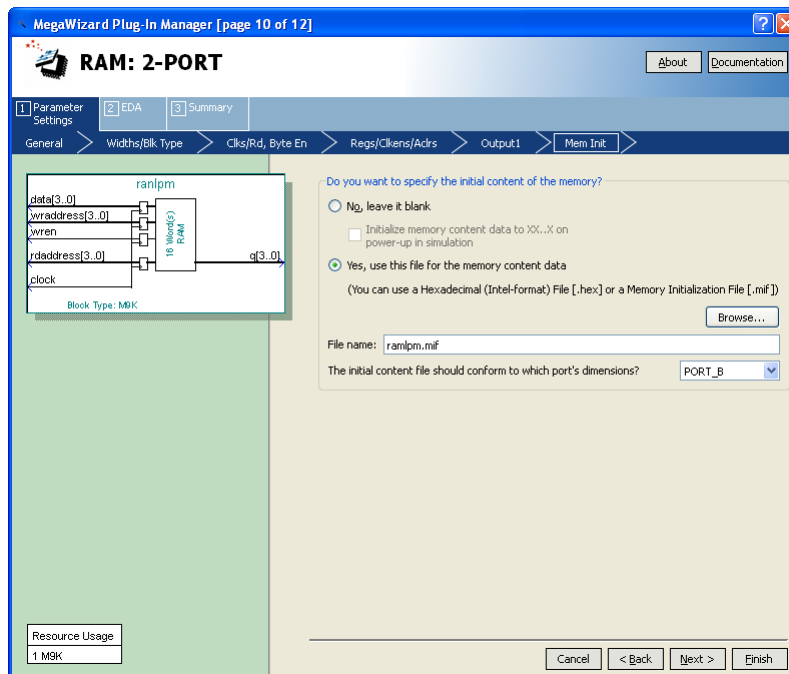 MegaWizard Plug-In Manager [page 10 of 12]
RAM: 2-PORT
About
Documentation
1 Parameter Settings
2 EDA
3 Summary
General
Widths/Blk Type
Clks/Rd, Byte En
Regs/Clkens/Aclrs
Output1
Mem Init
ranlpm
data[3..0]
wraddress[3..0]
wren
rdaddress[3..0]
clock
16 Word(s)
RAM
q[3..0]
Block Type: M9K
Do you want to specify the initial content of the memory?
No, leave it blank
Initialize memory content data to XX..X on
power-up in simulation
Yes, use this file for the memory content data
(You can use a Hexadecimal (Intel-format) File [.hex] or a Memory Initialization File [.mif])
Browse...
File name: ramlpm.mif
The initial content file should conform to which port's dimensions? PORT_B
Resource Usage
1 M9K
Cancel
< Back
Next >
Finish